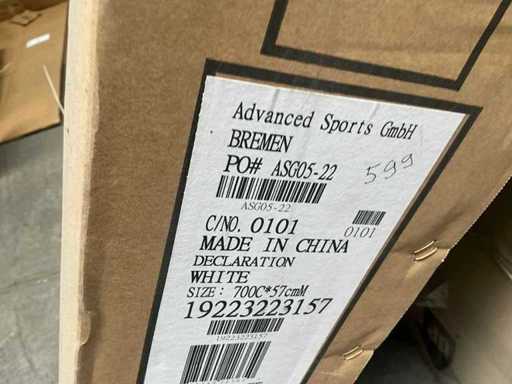 Advanced Sports GmbH
BREMEN
PO# ASG05-22
599
ASG05-22
C/NO. 0101
0101
MADE IN CHINA
DECLARATION
WHITE
SIZE: 700C*57cmM
19223223157
19223223157